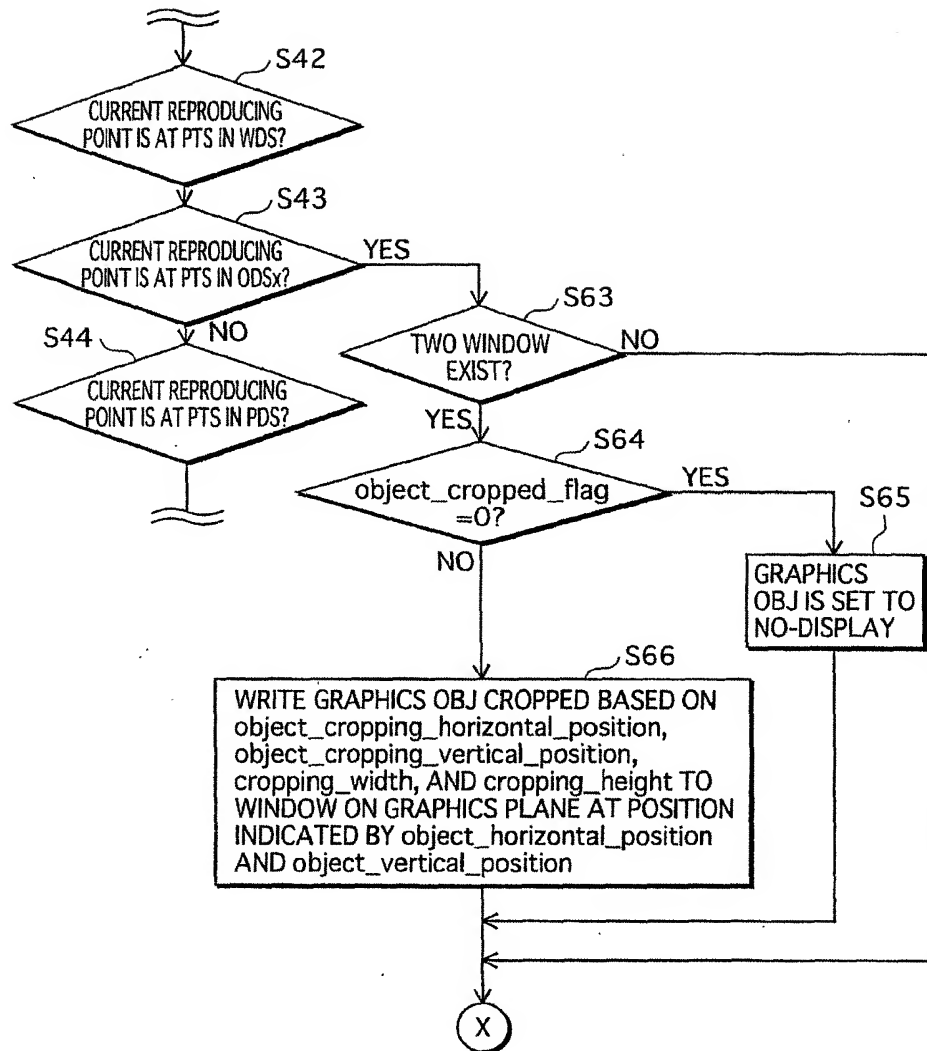 S42
CURRENT REPRODUCING
POINT IS AT PTS IN WDS?
S43
CURRENT REPRODUCING
POINT IS AT PTS IN ODSx?
YES
NO
S44
CURRENT REPRODUCING
POINT IS AT PTS IN PDS?
S63
TWO WINDOW
EXIST?
NO
YES
S64
object_cropped_flag
=0?
YES
NO
S65
GRAPHICS
OBJ IS SET TO
NO-DISPLAY
S66
WRITE GRAPHICS OBJ CROPPED BASED ON
object_cropping_horizontal_position,
object_cropping_vertical_position,
cropping_width, AND cropping_height TO
WINDOW ON GRAPHICS PLANE AT POSITION
INDICATED BY object_horizontal_position
AND object_vertical_position
X